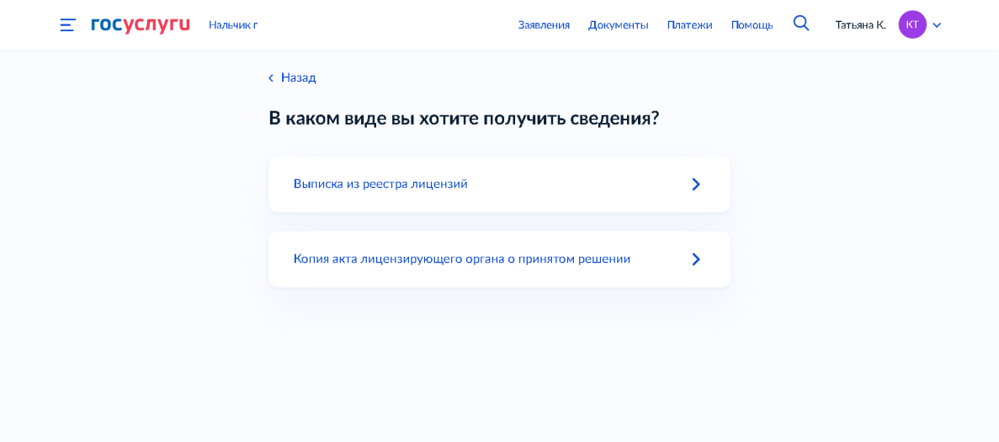 госуслуги Нальчик г Заявления Документы Платежи Помощь Татьяна К. КТ
Назад
В каком виде вы хотите получить сведения?
Выписка из реестра лицензий
Копия акта лицензирующего органа о принятом решении